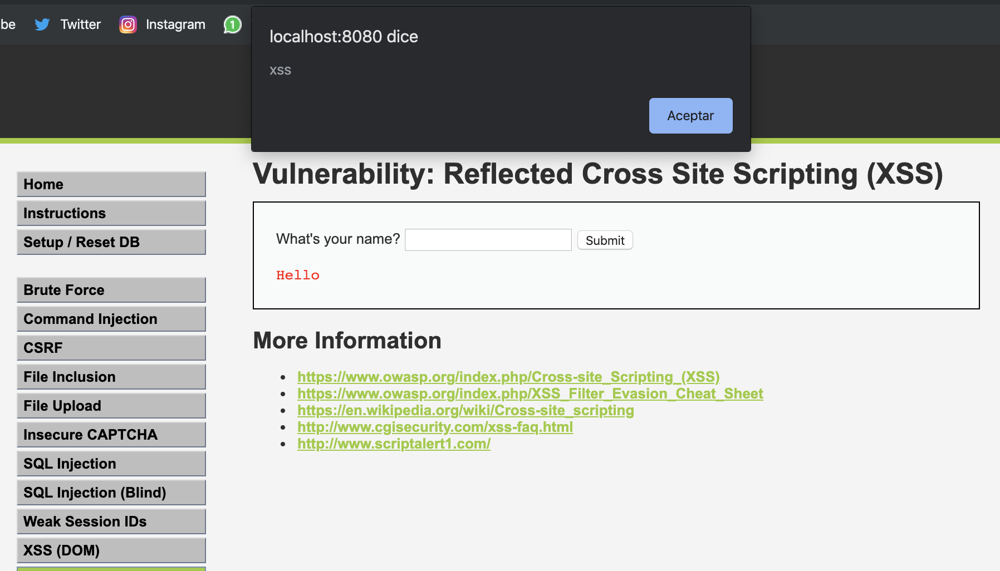 be Twitter Instagram 1
localhost:8080 dice
xss
Aceptar
Home
Instructions
Setup / Reset DB
Brute Force
Command Injection
CSRF
File Inclusion
File Upload
Insecure CAPTCHA
SQL Injection
SQL Injection (Blind)
Weak Session IDs
XSS (DOM)
Vulnerability: Reflected Cross Site Scripting (XSS)
What's your name? Submit
Hello
More Information
https://www.owasp.org/index.php/Cross-site_Scripting_(XSS)
https://www.owasp.org/index.php/XSS_Filter_Evasion_Cheat_Sheet
https://en.wikipedia.org/wiki/Cross-site_scripting
http://www.cgisecurity.com/xss-faq.html
http://www.scriptalert1.com/